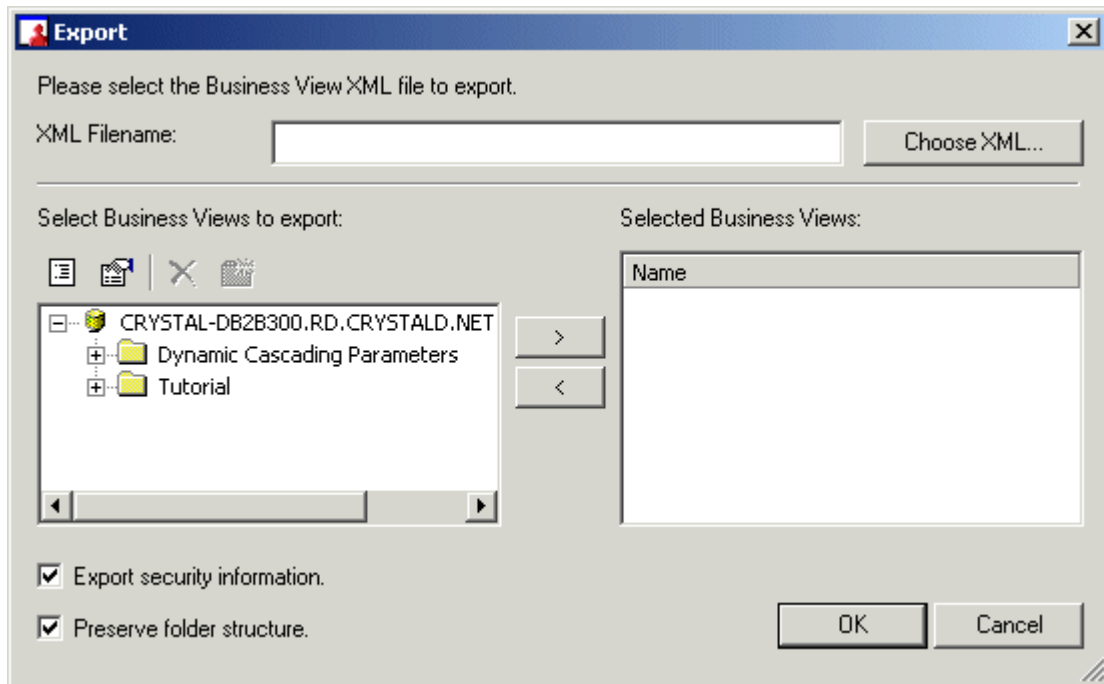 Export
Please select the Business View XML file to export.
XML Filename:
Choose XML...
Select Business Views to export:
Selected Business Views:
Name
CRYSTAL-DB2B300.RD.CRYSTALD.NET
Dynamic Cascading Parameters
Tutorial
>
<
Export security information.
Preserve folder structure.
OK
Cancel